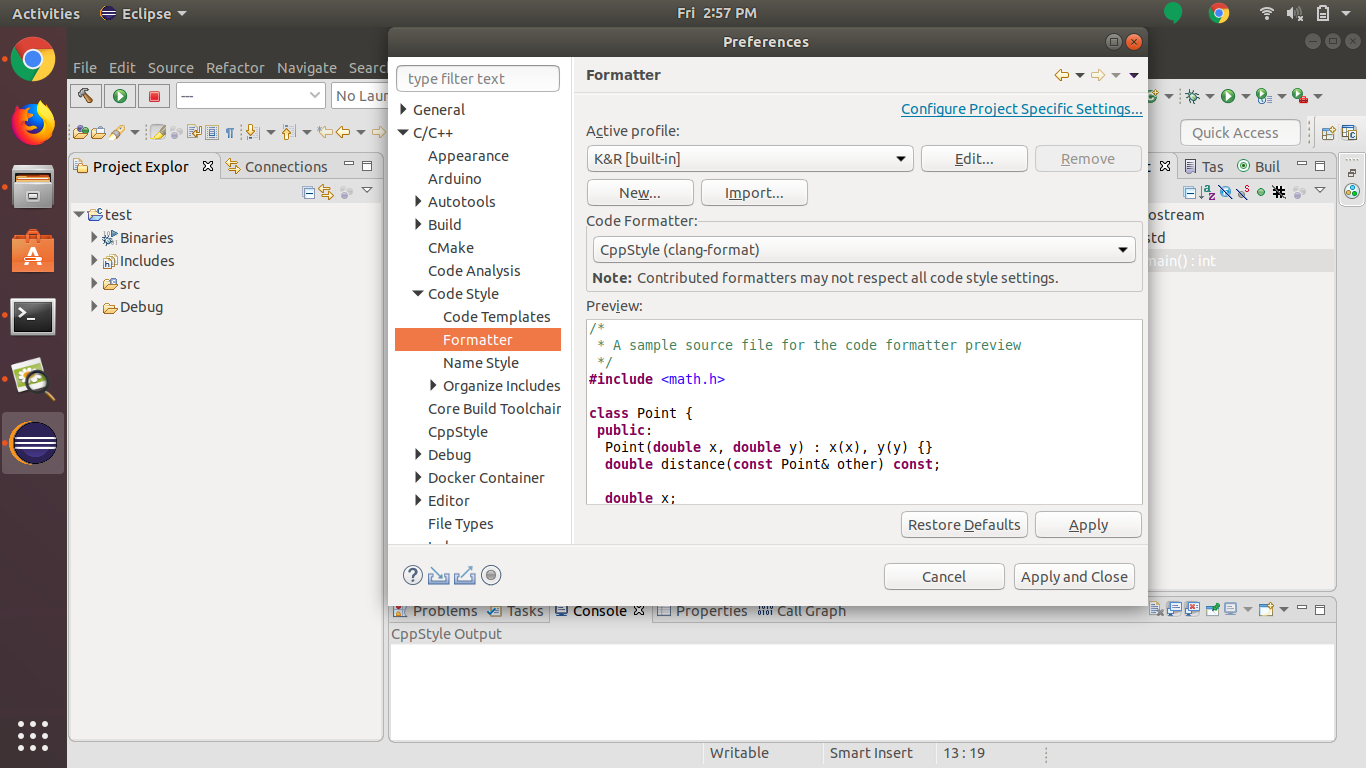 Activities
Eclipse
Fri 2:57 PM
Preferences
File Edit Source Refactor Navigate Search
type filter text
Formatter
Configure Project Specific Settings...
---
Active profile:
K&R [built-in]
Edit...
Remove
New...
Import...
Code Formatter:
CppStyle (clang-format)
Note: Contributed formatters may not respect all code style settings.
Preview:
/*
* A sample source file for the code formatter preview
*/
#include <math.h>
class Point {
public:
Point(double x, double y) : x(x), y(y) {}
double distance(const Point& other) const;
double x;
Restore Defaults
Apply
Cancel
Apply and Close
General
C/C++
Appearance
Arduino
Autotools
Build
CMake
Code Analysis
Code Style
Code Templates
Formatter
Name Style
Organize Includes
Core Build Toolchain
CppStyle
Debug
Docker Container
Editor
File Types
No Lau
Quick Access
Project Explor
Connections
test
Binaries
Includes
src
Debug
Tas
Buil
ostream
std
main() : int
Problems
Tasks
Console
Properties
Call Graph
CppStyle Output
Writable
Smart Insert
13 : 19